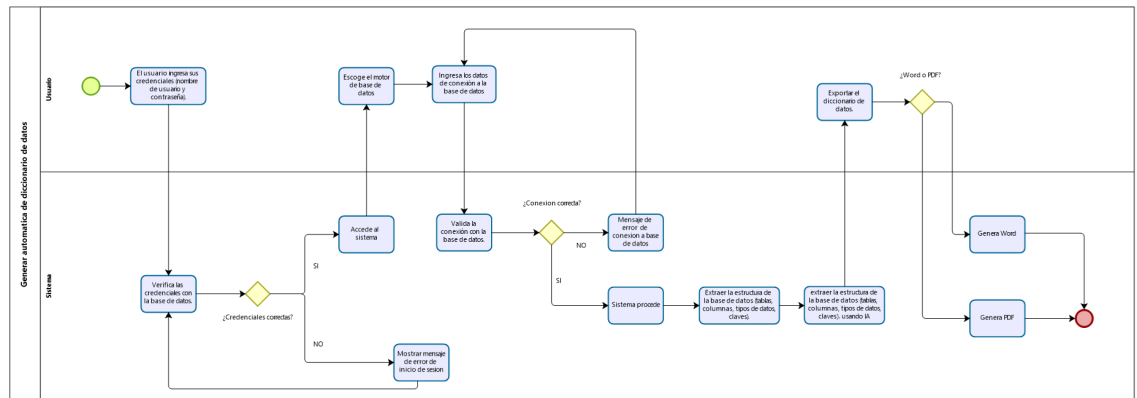 Generar automatica de diccionario de datos
Usuario
El usuario ingresa sus
credenciales (nombre
de usuario y
contraseña).
Escoge el motor
de base de
datos
Ingresa los datos
de conexión a la
base de datos
Exportar el
diccionario de
datos.
¿Word o PDF?
Sistema
Verifica las
credenciales con
la base de datos.
¿Credenciales correctas?
SI
NO
Accede al
sistema
Mostrar mensaje
de error de
inicio de sesion
Valida la
conexión con la
base de datos.
¿Conexion correcta?
NO
SI
Mensaje de
error de
conexion a base
de datos
Sistema procede
Extraer la estructura de
la base de datos (tablas,
columnas, tipos de datos,
claves).
extraer la estructura de
la base de datos (tablas,
columnas, tipos de datos,
claves). usando IA
Genera Word
Genera PDF